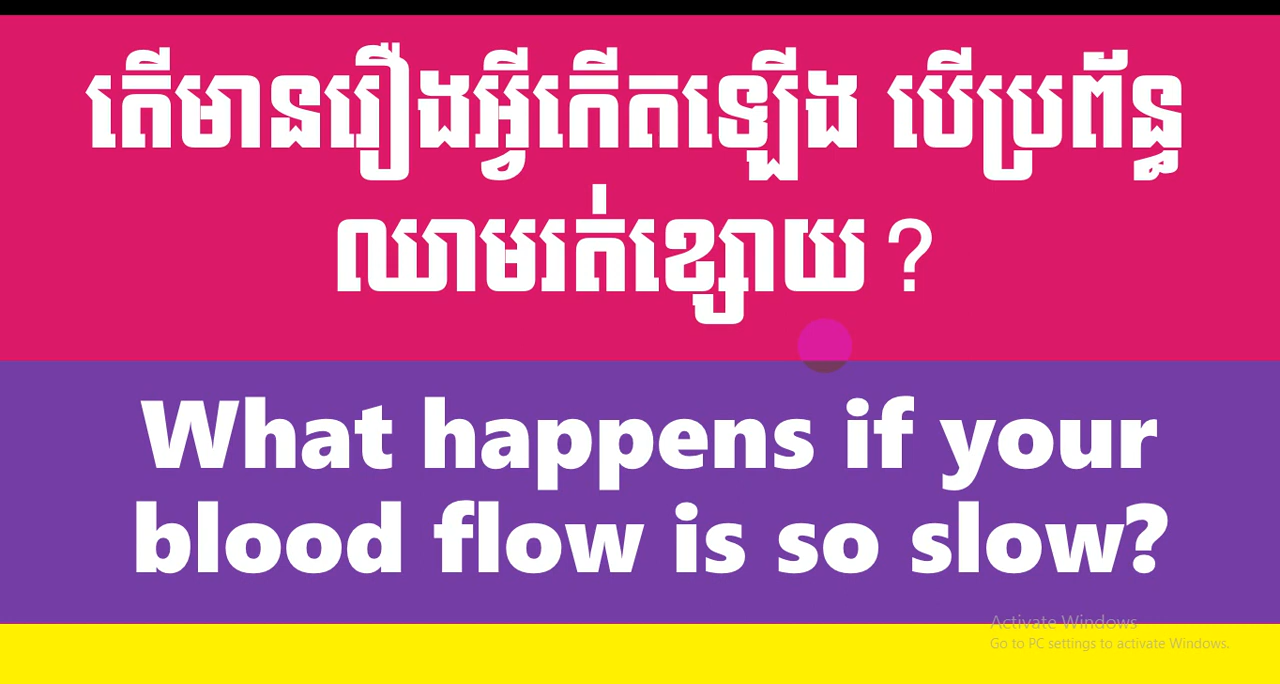 តើមានរឿងអ្វីកើតឡើង បើប្រព័ន្ធ
ឈាមរត់ខ្សោយ?
What happens if your
blood flow is so slow?
Activate Windows
Go to PC settings to activate Windows.